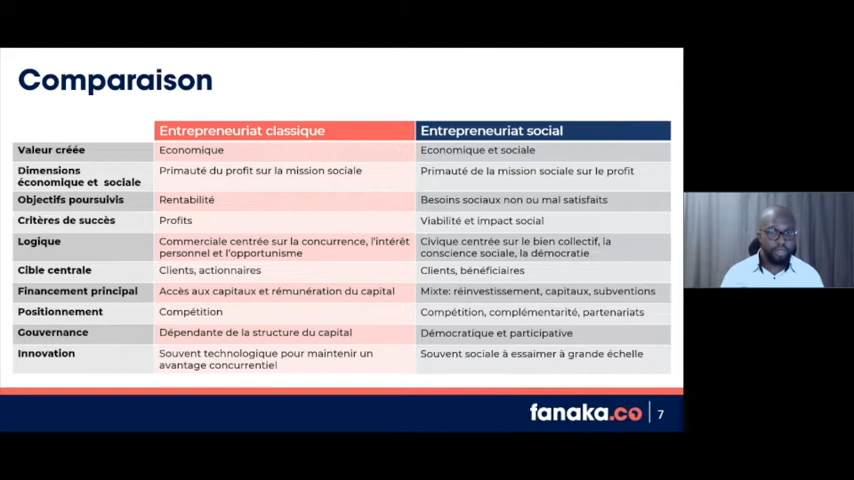 Comparaison
Entrepreneuriat classique
Entrepreneuriat social
Valeur créée
Economique
Economique et sociale
Dimensions
économique et sociale
Primauté du profit sur la mission sociale
Primauté de la mission sociale sur le profit
Objectifs poursuivis
Rentabilité
Besoins sociaux non ou mal satisfaits
Critères de succès
Profits
Viabilité et impact social
Logique
Commerciale centrée sur la concurrence, l'intérêt
personnel et l'opportunisme
Civique centrée sur le bien collectif, la
conscience sociale, la démocratie
Cible centrale
Clients, actionnaires
Clients, bénéficiaires
Financement principal
Accès aux capitaux et rémunération du capital
Mixte: réinvestissement, capitaux, subventions
Positionnement
Compétition
Compétition, complémentarité, partenariats
Gouvernance
Dépendante de la structure du capital
Démocratique et participative
Innovation
Souvent technologique pour maintenir un
avantage concurrentiel
Souvent sociale à essaimer à grande échelle
fanaka.co
7